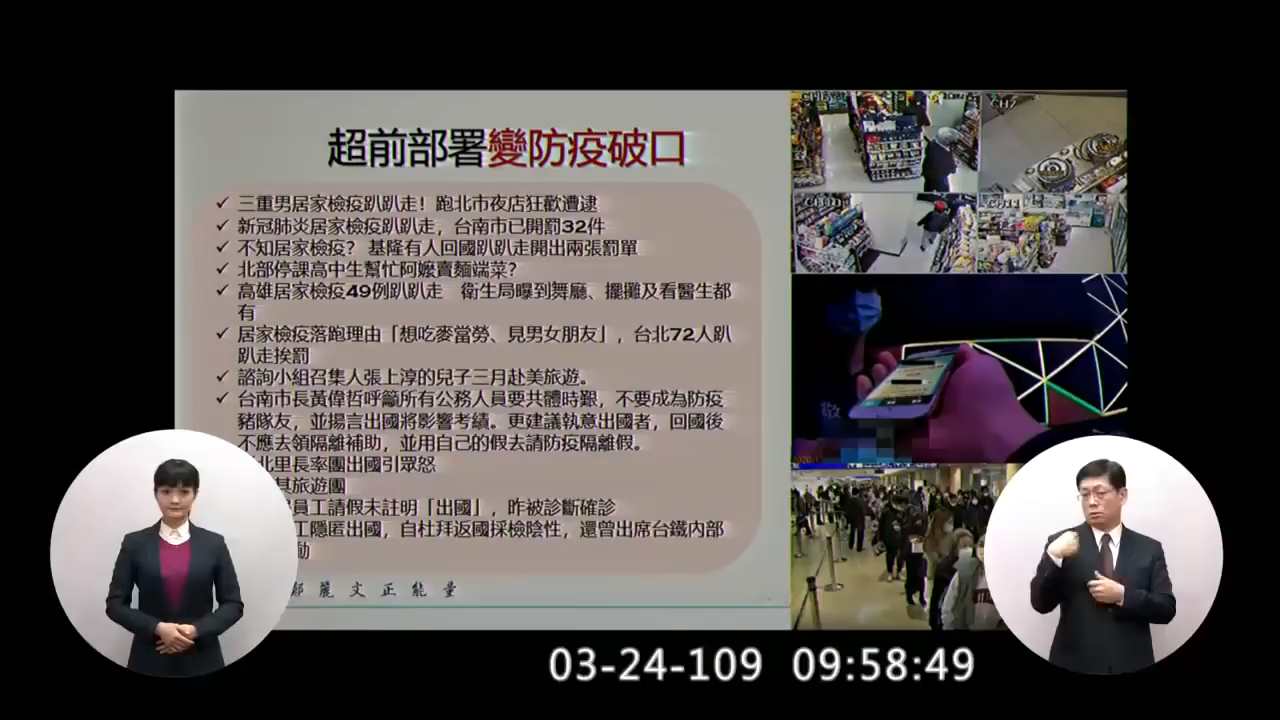 超前部署變防疫破口
✓ 三重男居家檢疫趴趴走！跑北市夜店狂歡遭逮
✓ 新冠肺炎居家檢疫趴趴走，台南市已開罰32件
✓ 不知居家檢疫？基隆有人回國趴趴走開出兩張罰單
✓ 北部停課高中生幫忙阿嬤賣麵端菜？
✓ 高雄居家檢疫49例趴趴走 衛生局曝到舞廳、擺攤及看醫生都
有
✓ 居家檢疫落跑理由「想吃麥當勞、見男女朋友」，台北72人趴
趴走挨罰
✓ 諮詢小組召集人張上淳的兒子三月赴美旅遊。
✓ 台南市長黃偉哲呼籲所有公務人員要共體時艱，不要成為防疫
豬隊友，並揚言出國將影響考績。更建議執意出國者，回國後
不應去領隔離補助，並用自己的假去請防疫隔離假。
北里長率團出國引眾怒
其旅遊團
員工請假未註明「出國」，昨被診斷確診
工隱匿出國，自杜拜返國採檢陰性，還曾出席台鐵內部
動
鄭麗文正能量
03-24-109 09:58:49